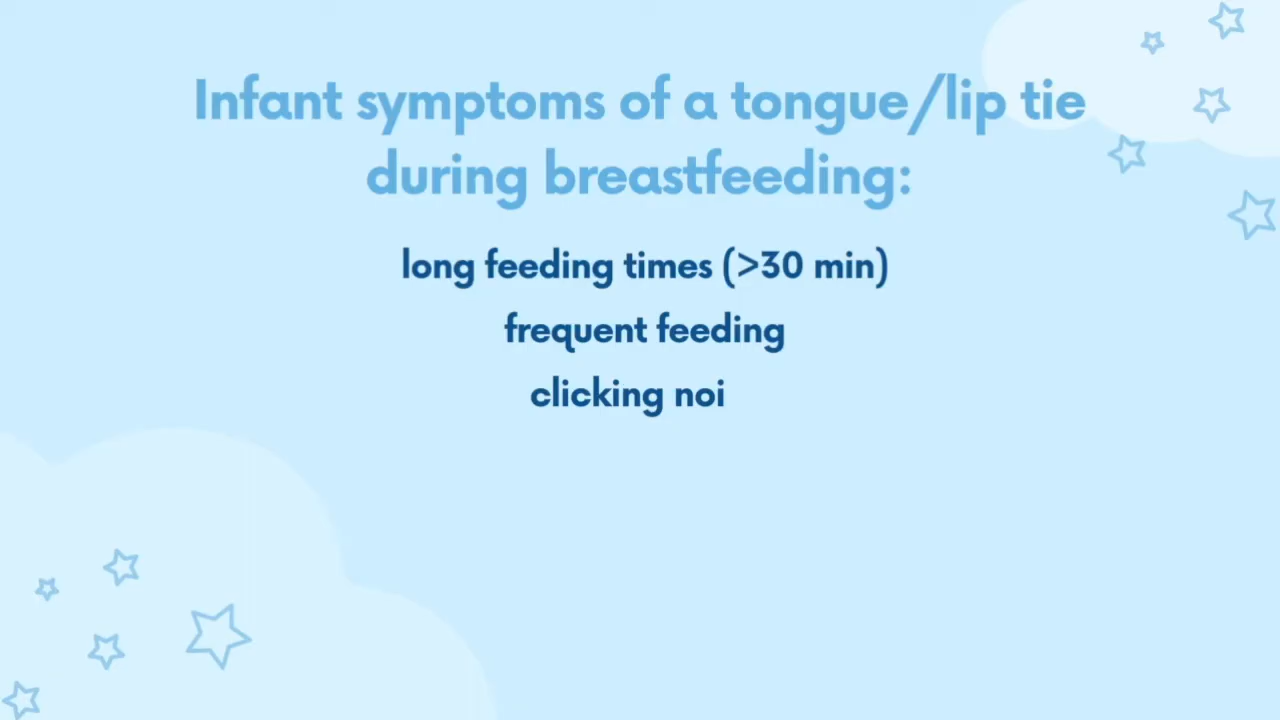 Infant symptoms of a tongue/lip tie
during breastfeeding:
long feeding times (>30 min)
frequent feeding
clicking noi